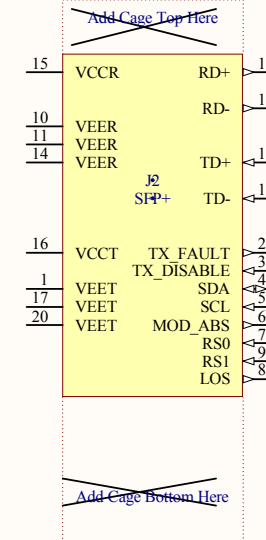 Add Cage Top Here
15 VCCR RD+ 1
RD- 1
10 VEER
11 VEER
14 VEER TD+ 1
J2
SFP+ TD- 1
16 VCCT TX_FAULT 2
TX_DISABLE 3
1 VEET SDA 4
17 VEET SCL 5
20 VEET MOD_ABS 6
RS0 7
RS1 9
LOS 8
Add Cage Bottom Here